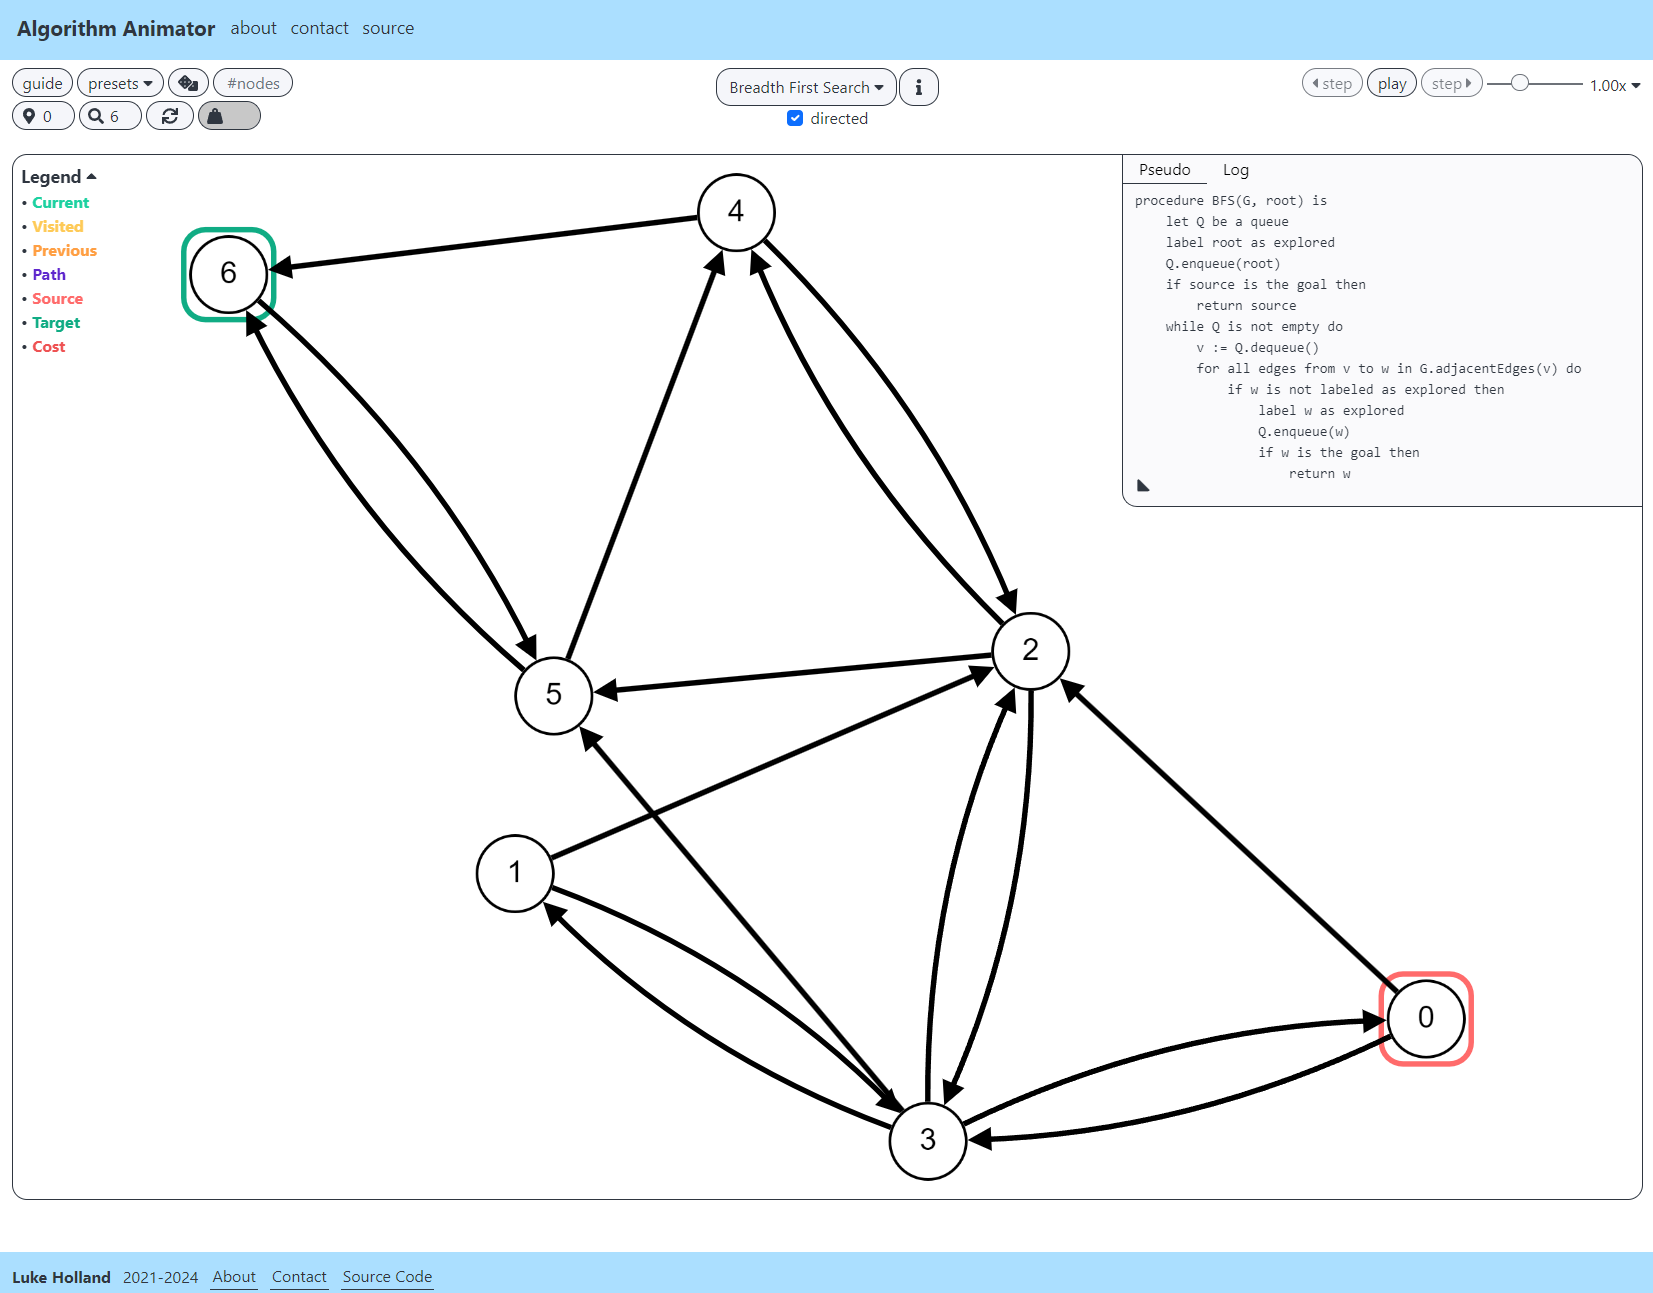 Algorithm Animator about contact source
guide presets #nodes
0 6
Breadth First Search
directed
step play step 1.00x
Legend
• Current
• Visited
• Previous
• Path
• Source
• Target
• Cost
Pseudo Log
procedure BFS(G, root) is
    let Q be a queue
    label root as explored
    Q.enqueue(root)
    if source is the goal then
        return source
    while Q is not empty do
        v := Q.dequeue()
        for all edges from v to w in G.adjacentEdges(v) do
            if w is not labeled as explored then
                label w as explored
                Q.enqueue(w)
                if w is the goal then
                    return w
4
6
2
5
1
0
3
Luke Holland 2021-2024 About Contact Source Code